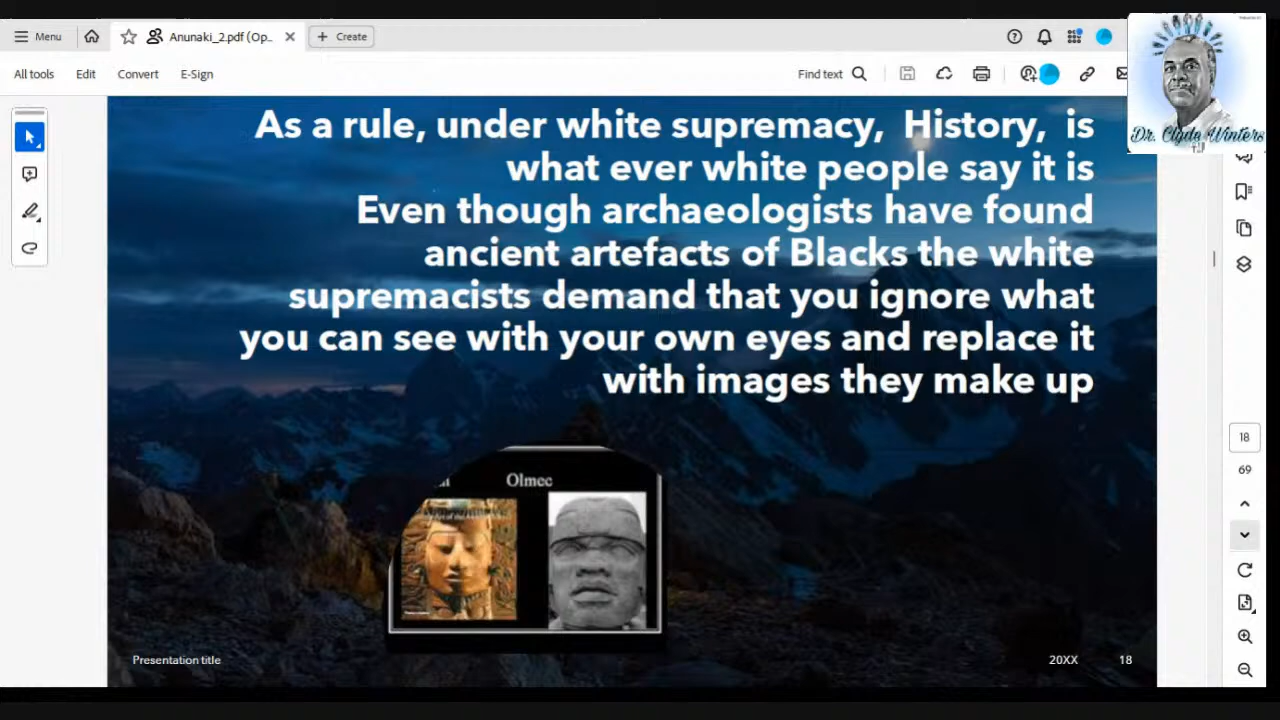 Menu
Anunaki_2.pdf (Op...
Create
All tools
Edit
Convert
E-Sign
Find text
Dr. Clyde Winters
As a rule, under white supremacy, History, is
what ever white people say it is
Even though archaeologists have found
ancient artefacts of Blacks the white
supremacists demand that you ignore what
you can see with your own eyes and replace it
with images they make up
Olmec
18
69
Presentation title
20XX
18